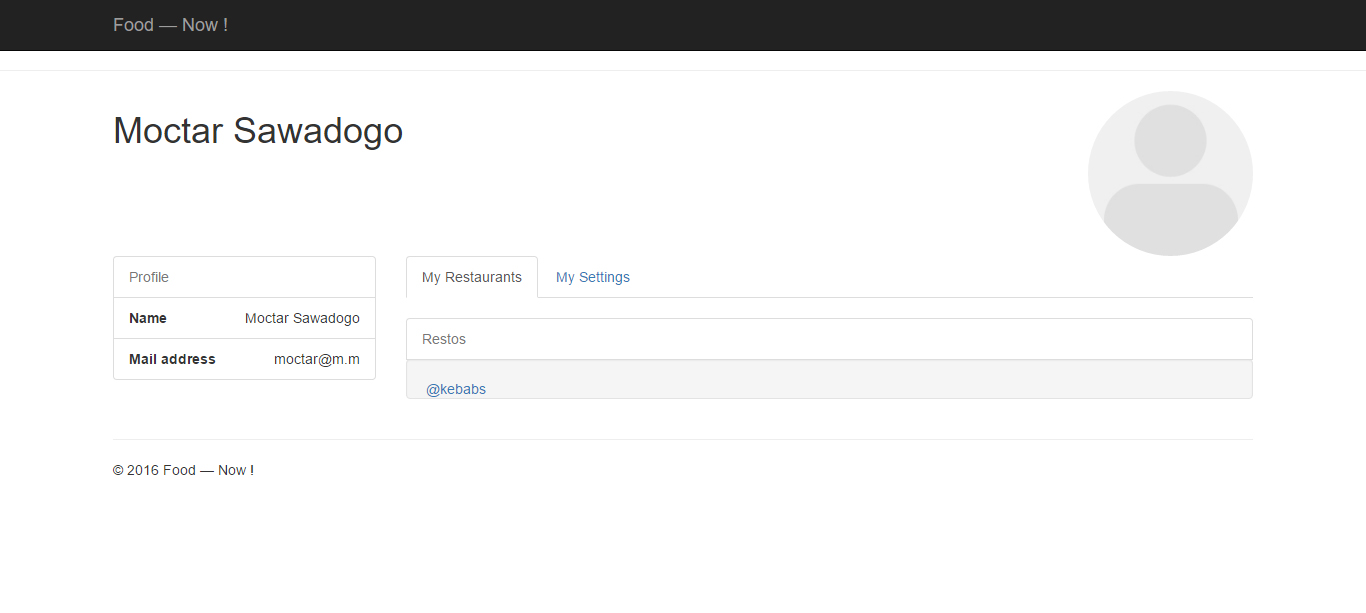 Food — Now !
Moctar Sawadogo
Profile
Name Moctar Sawadogo
Mail address moctar@m.m
My Restaurants My Settings
Restos
@kebabs
© 2016 Food — Now !